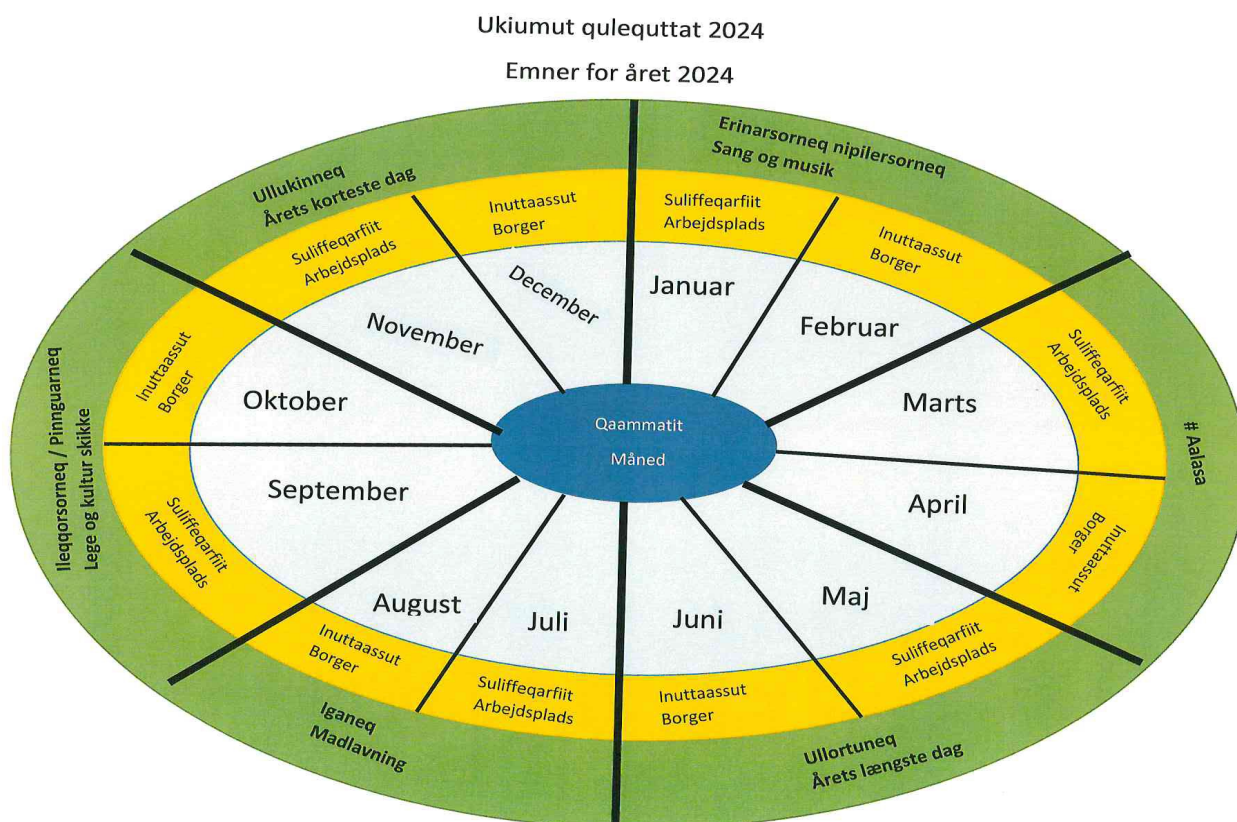 Ukiumut qulequttat 2024
Emner for året 2024
Erinarsorneq nipilersorneq
Sang og musik
# Aalasa
Ullortuneq
Årets længste dag
Iganeq
Madlavning
Ileqqorsorneq / Pinnguarneq
Lege og kultur skikke
Ullukinneq
Årets korteste dag
Suliffeqarfiit
Arbejdsplads
Inuttaassut
Borger
Suliffeqarfiit
Arbejdsplads
Inuttaassut
Borger
Suliffeqarfiit
Arbejdsplads
Inuttaassut
Borger
Suliffeqarfiit
Arbejdsplads
Inuttaassut
Borger
Suliffeqarfiit
Arbejdsplads
Inuttaassut
Borger
Suliffeqarfiit
Arbejdsplads
Inuttaassut
Borger
Januar
Februar
Marts
April
Maj
Juni
Juli
August
September
Oktober
November
December
Qaammatit
Måned